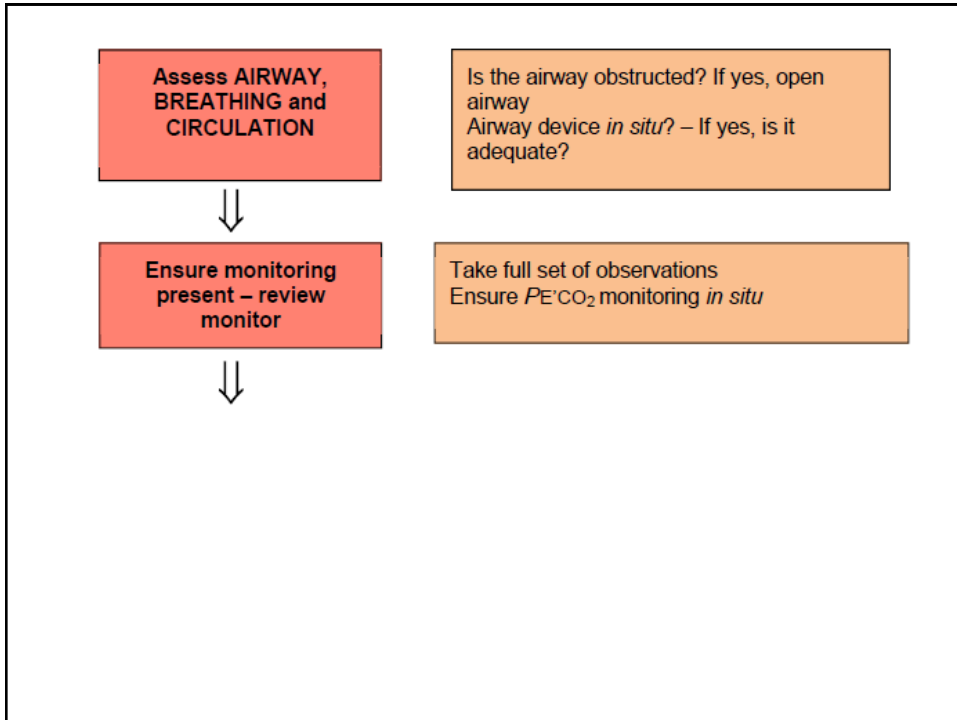 Assess AIRWAY,
BREATHING and
CIRCULATION
Is the airway obstructed? If yes, open
airway
Airway device in situ? – If yes, is it
adequate?
⇓
Ensure monitoring
present – review
monitor
Take full set of observations
Ensure PE'CO₂ monitoring in situ
⇓